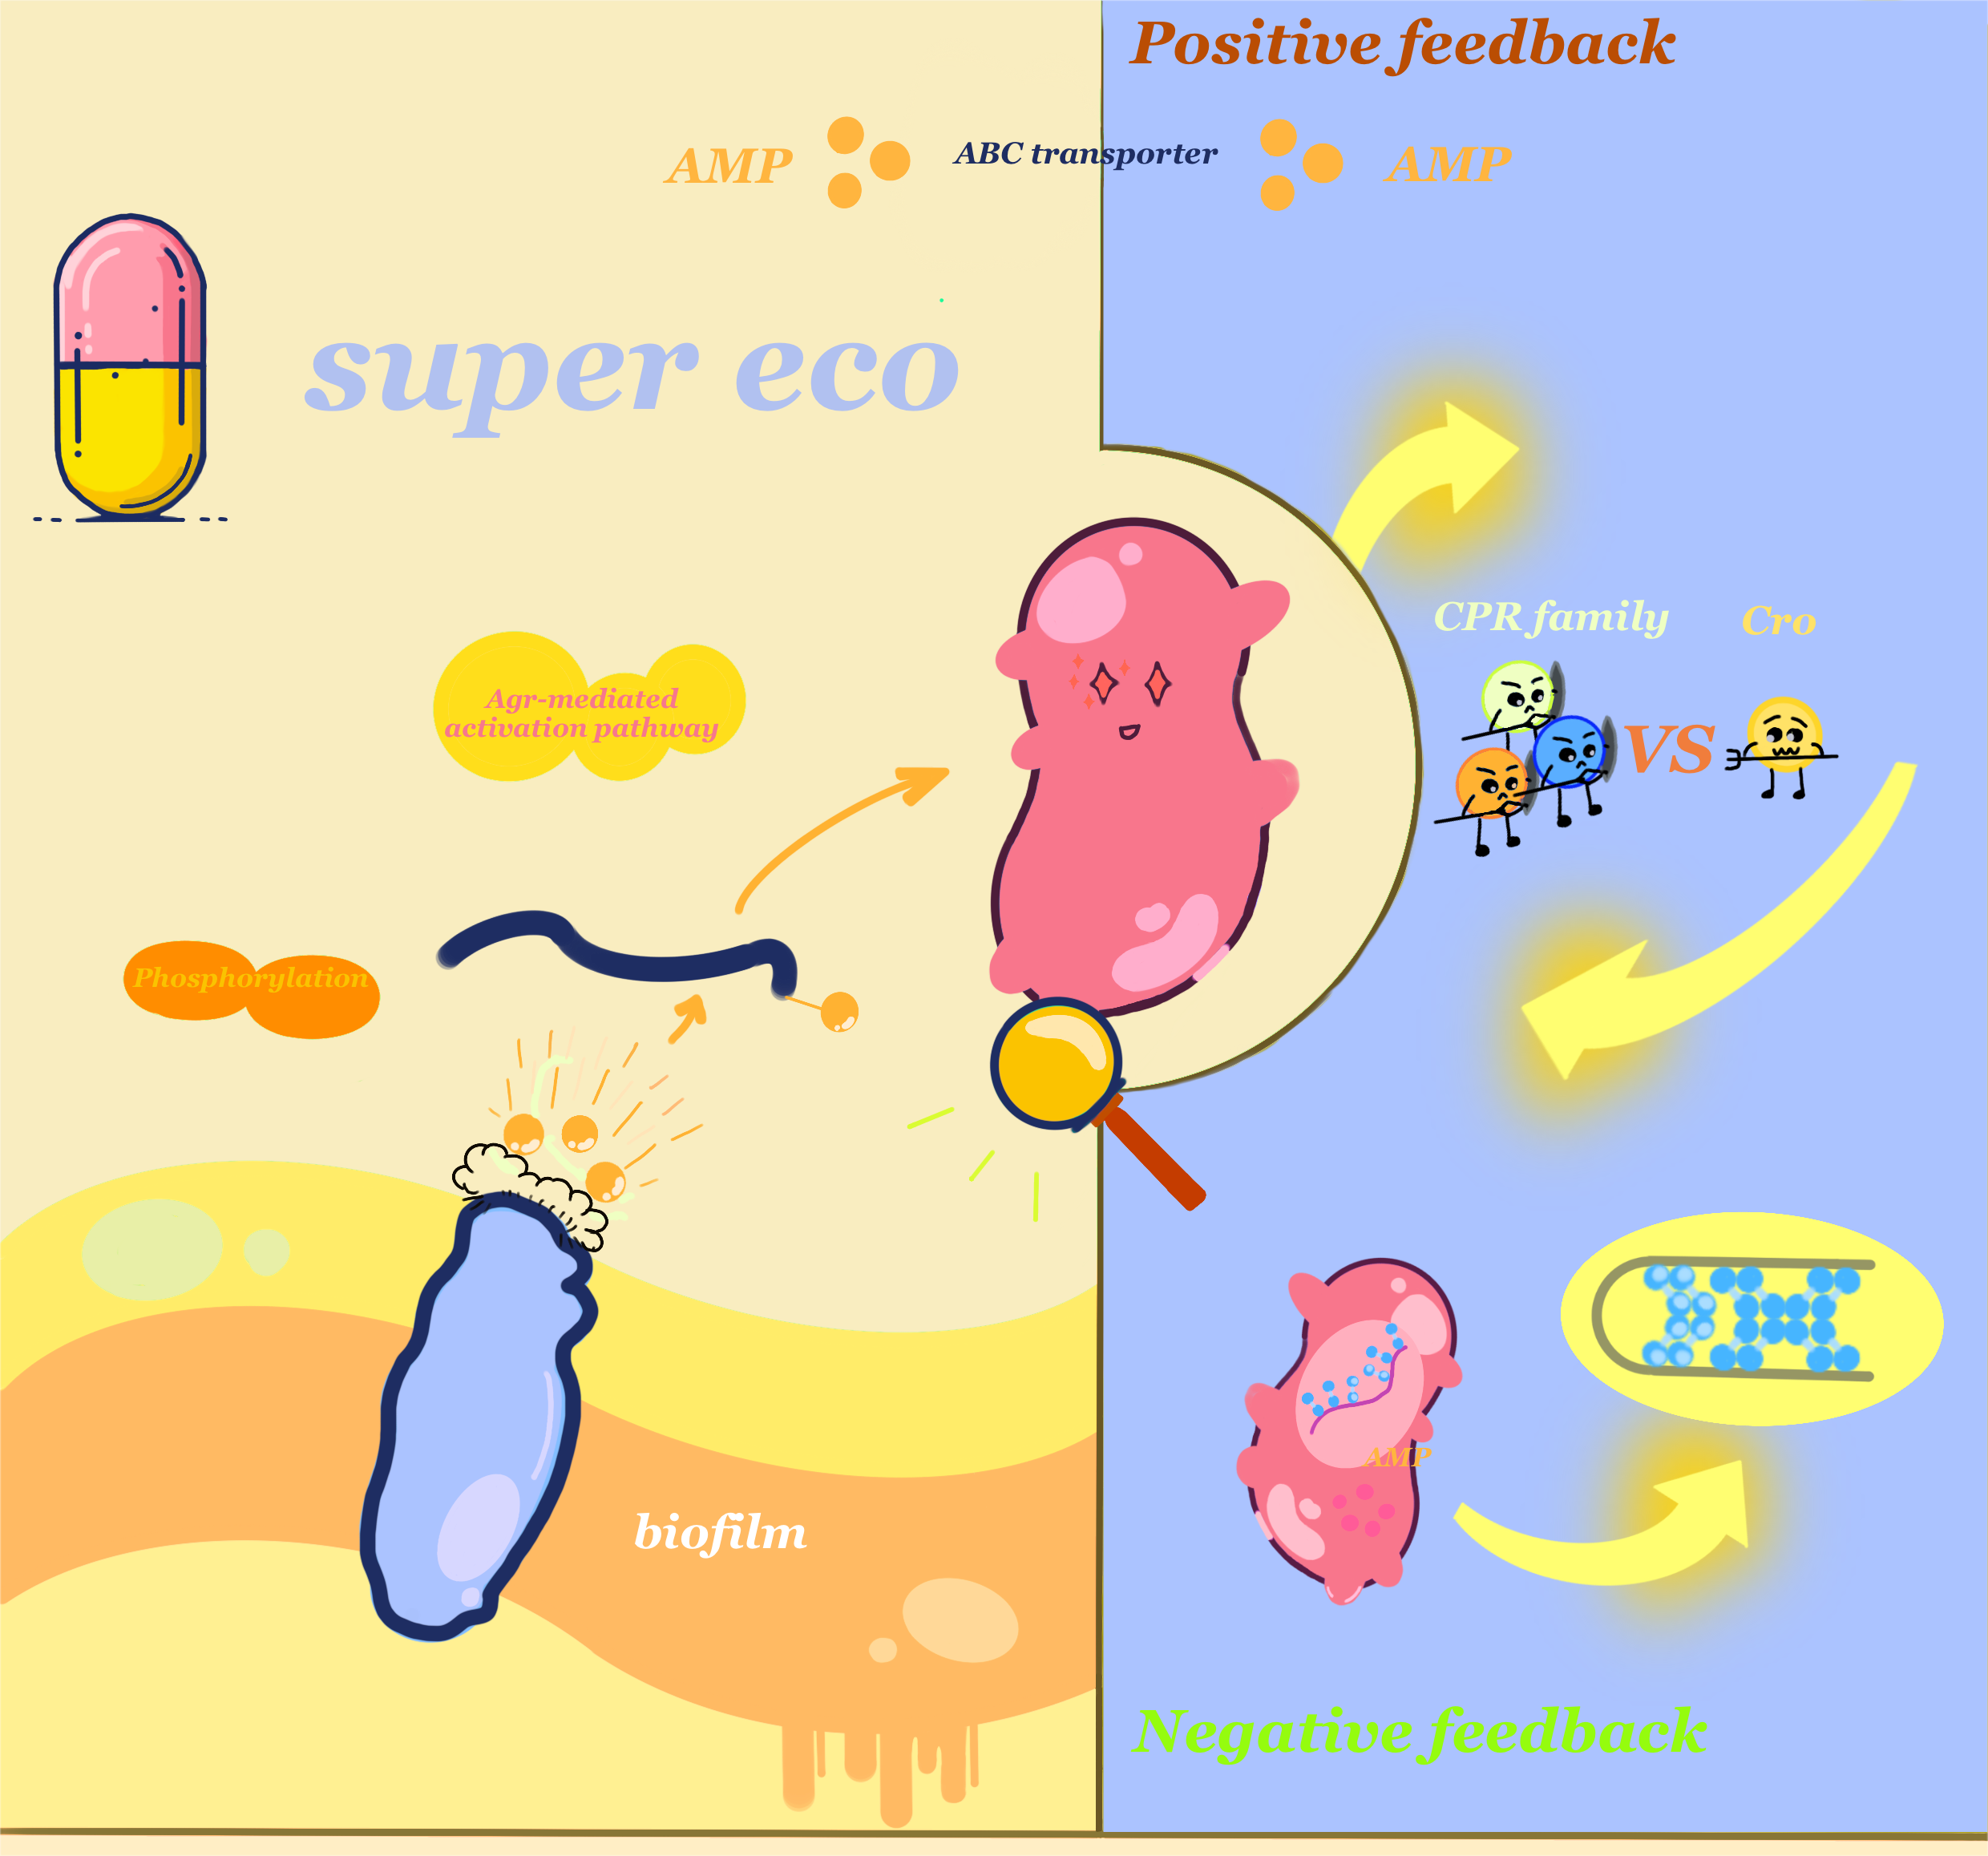 Positive feedback
AMP
ABC transporter
AMP
super eco
CPR family
Cro
Agr-mediated
activation pathway
VS
Phosphorylation
AMP
biofilm
Negative feedback